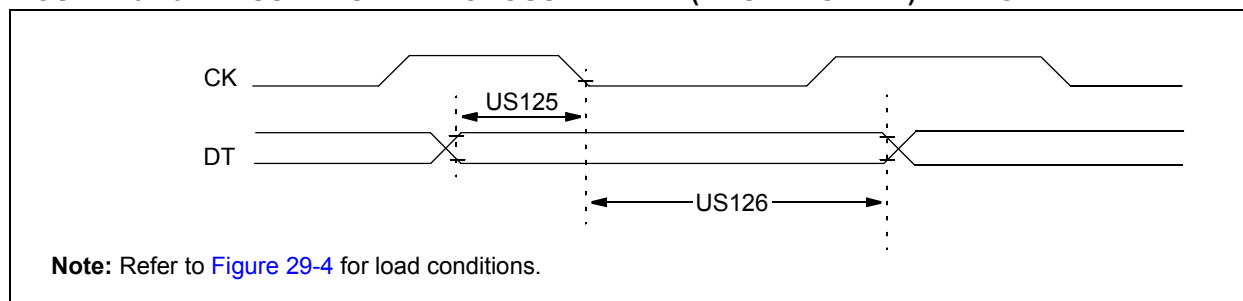 CK
US125
DT
US126
Note: Refer to Figure 29-4 for load conditions.